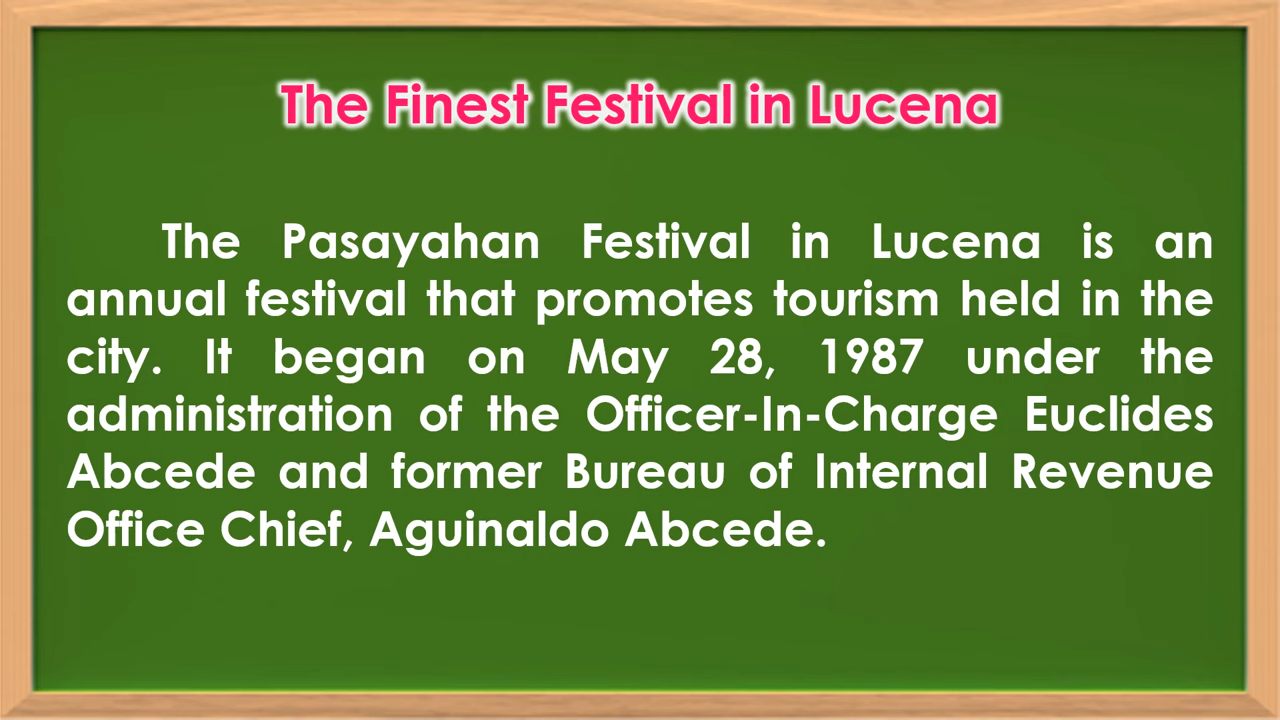 The Finest Festival in Lucena
The Pasayahan Festival in Lucena is an
annual festival that promotes tourism held in the
city. It began on May 28, 1987 under the
administration of the Officer-In-Charge Euclides
Abcede and former Bureau of Internal Revenue
Office Chief, Aguinaldo Abcede.